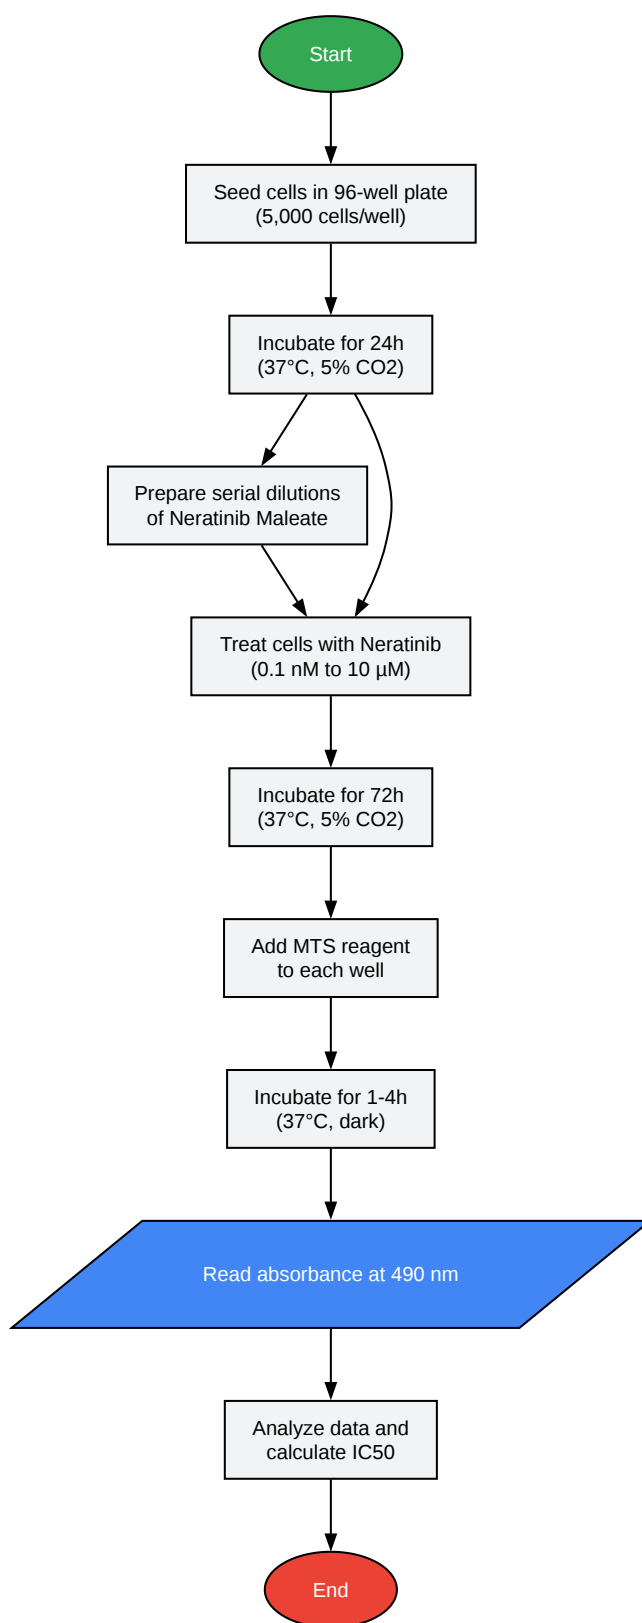 Start
Seed cells in 96-well plate
(5,000 cells/well)
Incubate for 24h
(37°C, 5% CO2)
Prepare serial dilutions
of Neratinib Maleate
Treat cells with Neratinib
(0.1 nM to 10 µM)
Incubate for 72h
(37°C, 5% CO2)
Add MTS reagent
to each well
Incubate for 1-4h
(37°C, dark)
Read absorbance at 490 nm
Analyze data and
calculate IC50
End